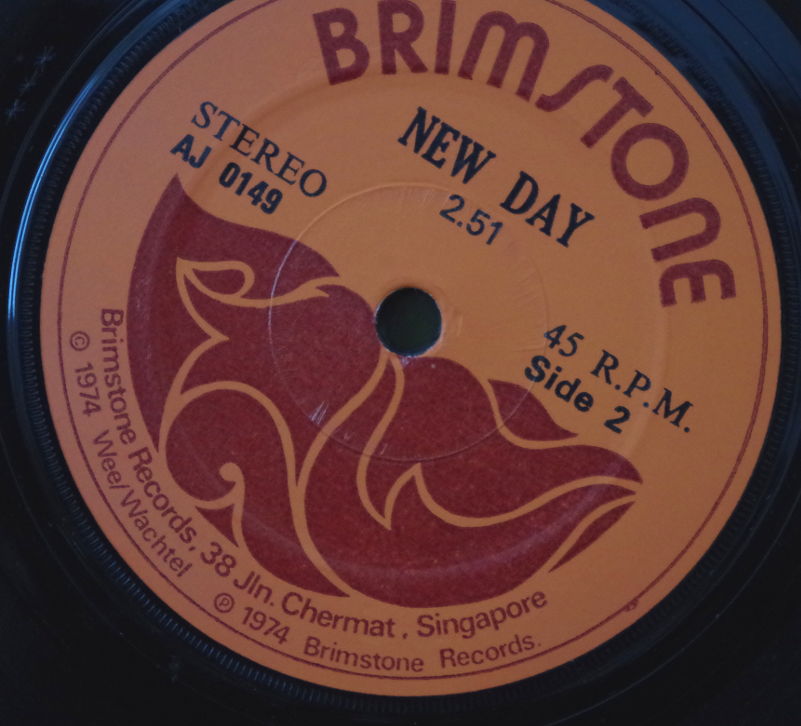 BRIMSTONE
STEREO
AJ 0149
NEW DAY
2.51
45 R.P.M.
Side 2
Brimstone Records, 38 Jln. Chermat, Singapore
© 1974 Wee/Wachtel
℗ 1974 Brimstone Records.